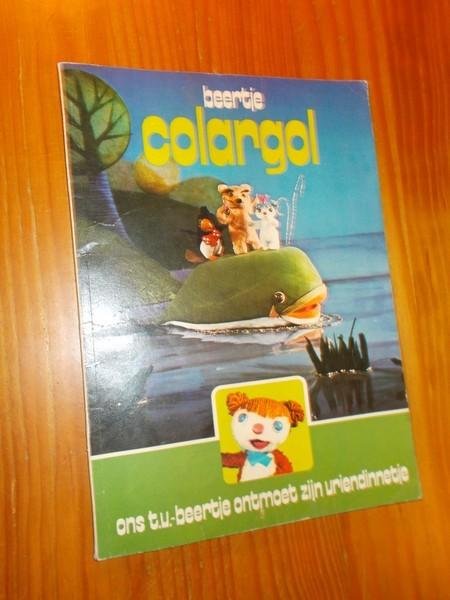 beertje
colargol
ons t.v.-beertje ontmoet zijn vriendinnetje